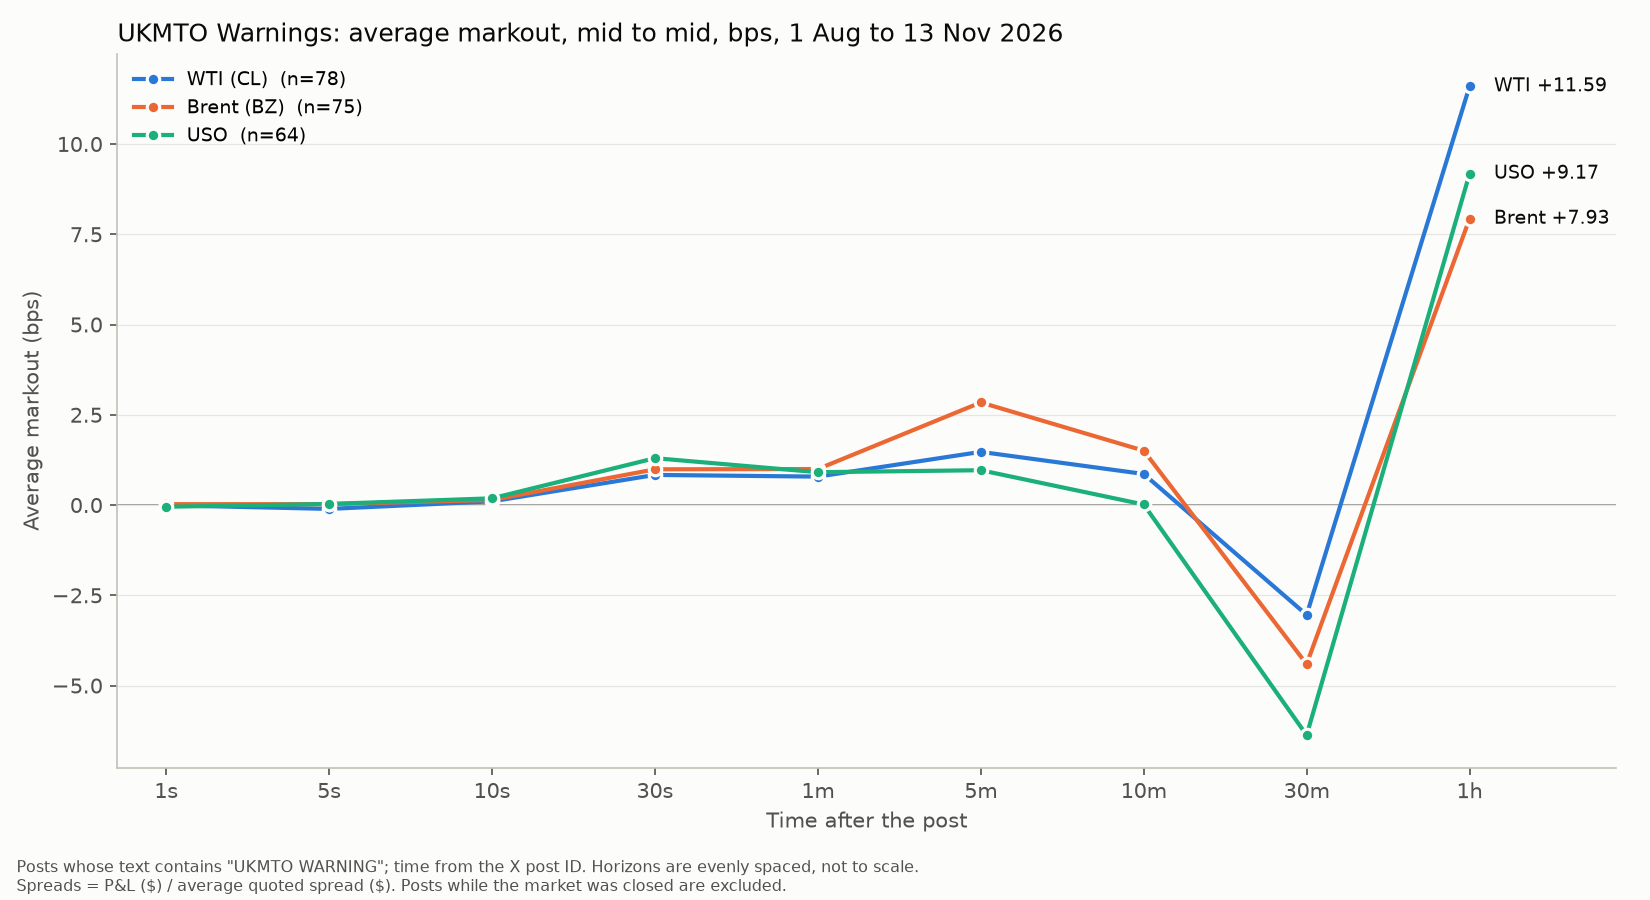 UKMTO Warnings: average markout, mid to mid, bps, 1 Aug to 13 Nov 2026
WTI (CL)  (n=78)
Brent (BZ)  (n=75)
USO  (n=64)
WTI +11.59
USO +9.17
Brent +7.93
Average markout (bps)
10.0
7.5
5.0
2.5
0.0
−2.5
−5.0
1s
5s
10s
30s
1m
5m
10m
30m
1h
Time after the post
Posts whose text contains "UKMTO WARNING"; time from the X post ID. Horizons are evenly spaced, not to scale.
Spreads = P&L ($) / average quoted spread ($). Posts while the market was closed are excluded.